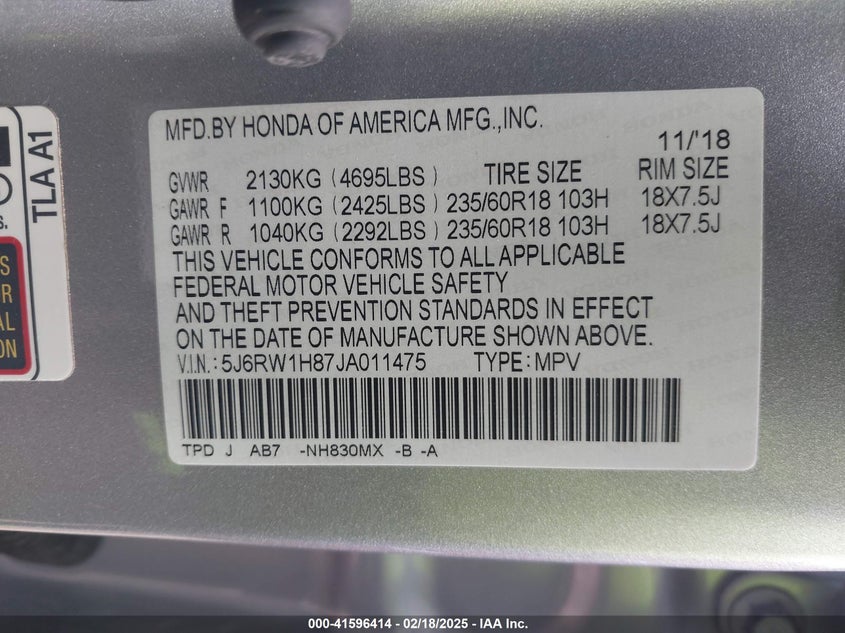 MFD.BY HONDA OF AMERICA MFG.,INC.
11/'18
GVWR 2130KG (4695LBS) TIRE SIZE RIM SIZE
GAWR F 1100KG (2425LBS) 235/60R18 103H 18X7.5J
GAWR R 1040KG (2292LBS) 235/60R18 103H 18X7.5J
THIS VEHICLE CONFORMS TO ALL APPLICABLE
FEDERAL MOTOR VEHICLE SAFETY
AND THEFT PREVENTION STANDARDS IN EFFECT
ON THE DATE OF MANUFACTURE SHOWN ABOVE.
V.I.N.: 5J6RW1H87JA011475 TYPE: MPV
TPD J AB7 -NH830MX -B -A
TLA A1
000-41596414 - 02/18/2025 - IAA Inc.